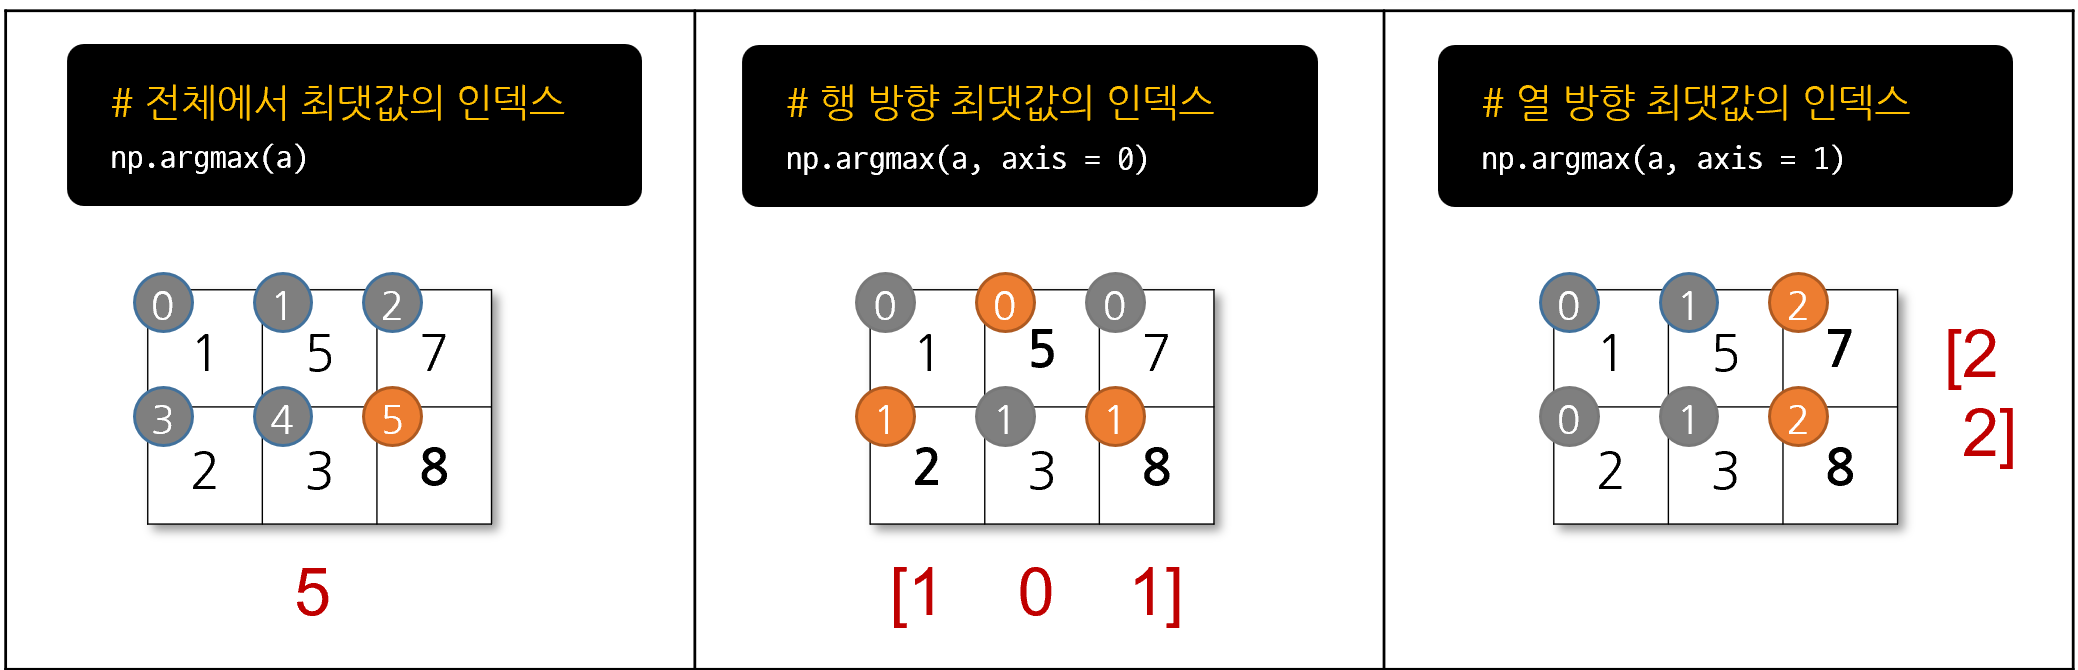 # 전체에서 최댓값의 인덱스
np.argmax(a)
0 1 2
1 5 7
3 4 5
2 3 8
5
# 행 방향 최댓값의 인덱스
np.argmax(a, axis = 0)
0 0 0
1 5 7
1 1 1
2 3 8
[1 0 1]
# 열 방향 최댓값의 인덱스
np.argmax(a, axis = 1)
0 1 2
1 5 7
[2
0 1 2
2]
2 3 8